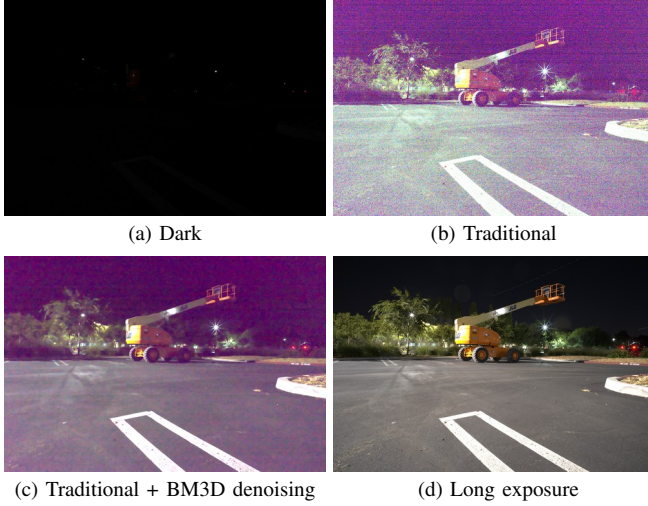 (a) Dark
(b) Traditional
(c) Traditional + BM3D denoising
(d) Long exposure